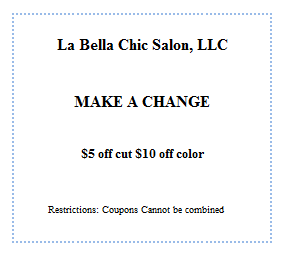 La Bella Chic Salon, LLC
MAKE A CHANGE
$5 off cut $10 off color
Restrictions: Coupons Cannot be combined